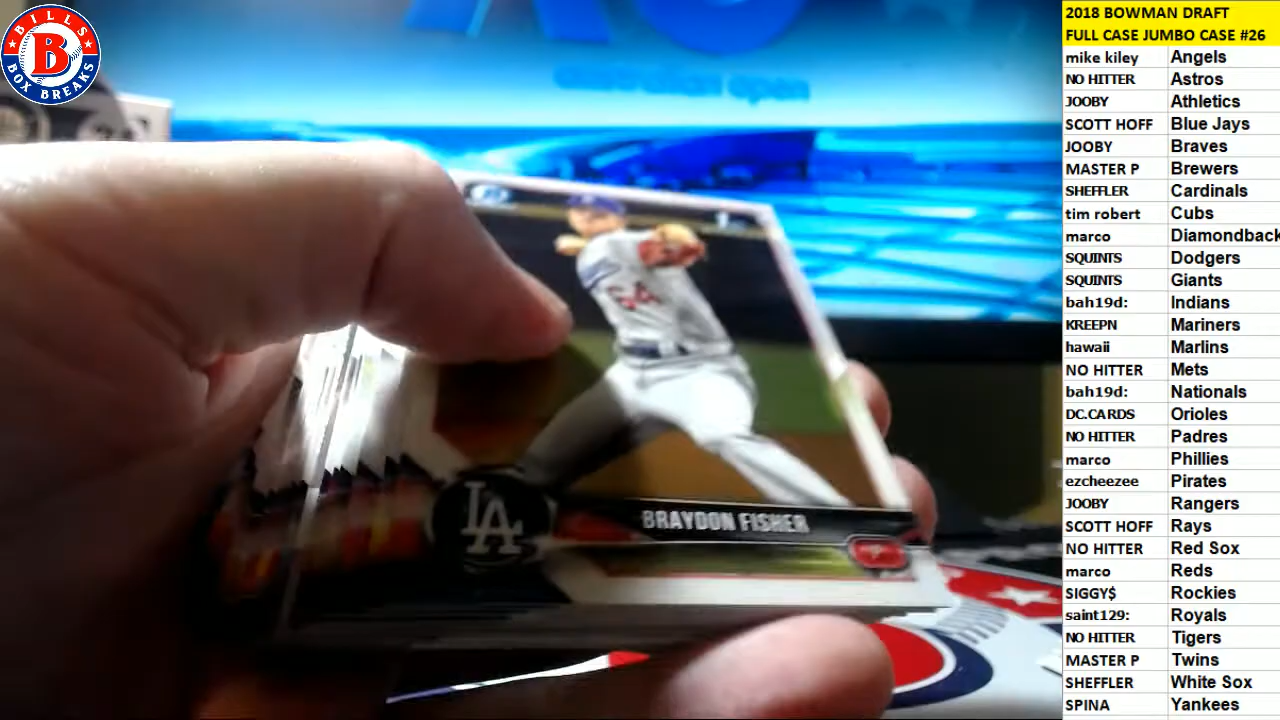 BILLS
B
BOX BREAKS
australian open
54
LA
BRAYDON FISHER
P
2018 BOWMAN DRAFT
FULL CASE JUMBO CASE #26
mike kiley Angels
NO HITTER Astros
JOOBY Athletics
SCOTT HOFF Blue Jays
JOOBY Braves
MASTER P Brewers
SHEFFLER Cardinals
tim robert Cubs
marco Diamondback
SQUINTS Dodgers
SQUINTS Giants
bah19d: Indians
KREEPN Mariners
hawaii Marlins
NO HITTER Mets
bah19d: Nationals
DC.CARDS Orioles
NO HITTER Padres
marco Phillies
ezcheezee Pirates
JOOBY Rangers
SCOTT HOFF Rays
NO HITTER Red Sox
marco Reds
SIGGY$ Rockies
saint129: Royals
NO HITTER Tigers
MASTER P Twins
SHEFFLER White Sox
SPINA Yankees